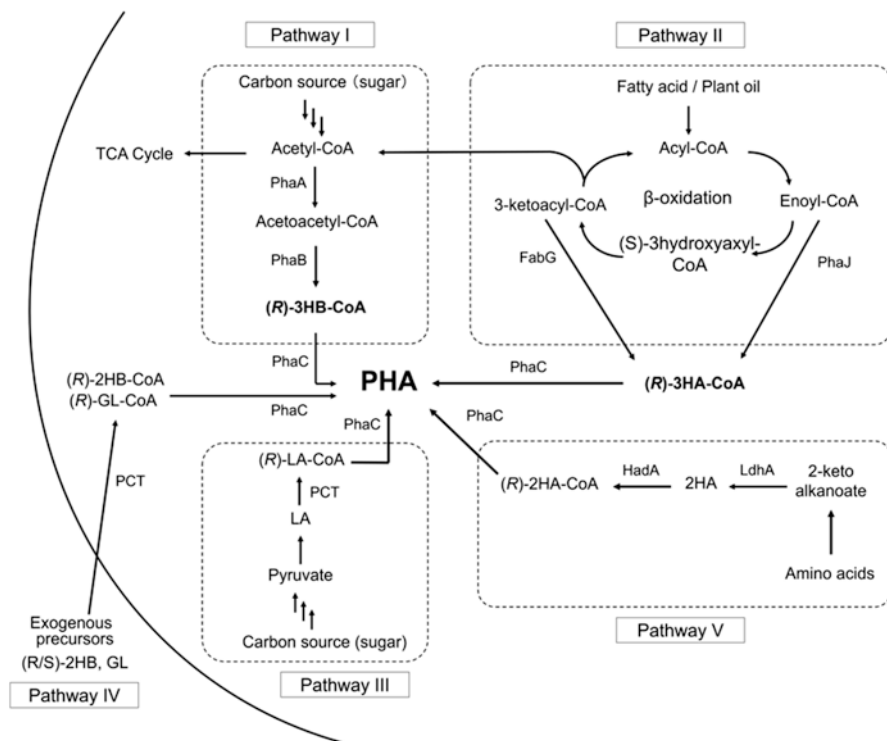 Pathway I
Carbon source (sugar)
Acetyl-CoA
TCA Cycle
PhaA
Acetoacetyl-CoA
PhaB
(R)-3HB-CoA
PhaC
Pathway II
Fatty acid / Plant oil
Acyl-CoA
3-ketoacyl-CoA
β-oxidation
Enoyl-CoA
(S)-3hydroxyaxyl-
CoA
FabG
PhaJ
(R)-3HA-CoA
PhaC
PHA
(R)-2HB-CoA
(R)-GL-CoA
PhaC
PCT
Exogenous
precursors
(R/S)-2HB, GL
Pathway IV
PhaC
(R)-LA-CoA
PCT
LA
Pyruvate
Carbon source (sugar)
Pathway III
PhaC
(R)-2HA-CoA
HadA
2HA
LdhA
2-keto
alkanoate
Amino acids
Pathway V